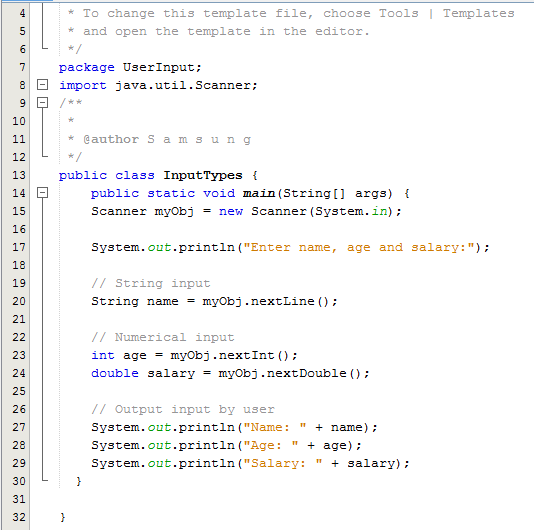 4 * To change this template file, choose Tools | Templates
5 * and open the template in the editor.
6 */
7 package UserInput;
8 import java.util.Scanner;
9 /**
10 *
11 * @author S a m s u n g
12 */
13 public class InputTypes {
14 public static void main(String[] args) {
15 Scanner myObj = new Scanner(System.in);
16
17 System.out.println("Enter name, age and salary:");
18
19 // String input
20 String name = myObj.nextLine();
21
22 // Numerical input
23 int age = myObj.nextInt();
24 double salary = myObj.nextDouble();
25
26 // Output input by user
27 System.out.println("Name: " + name);
28 System.out.println("Age: " + age);
29 System.out.println("Salary: " + salary);
30 }
31
32 }